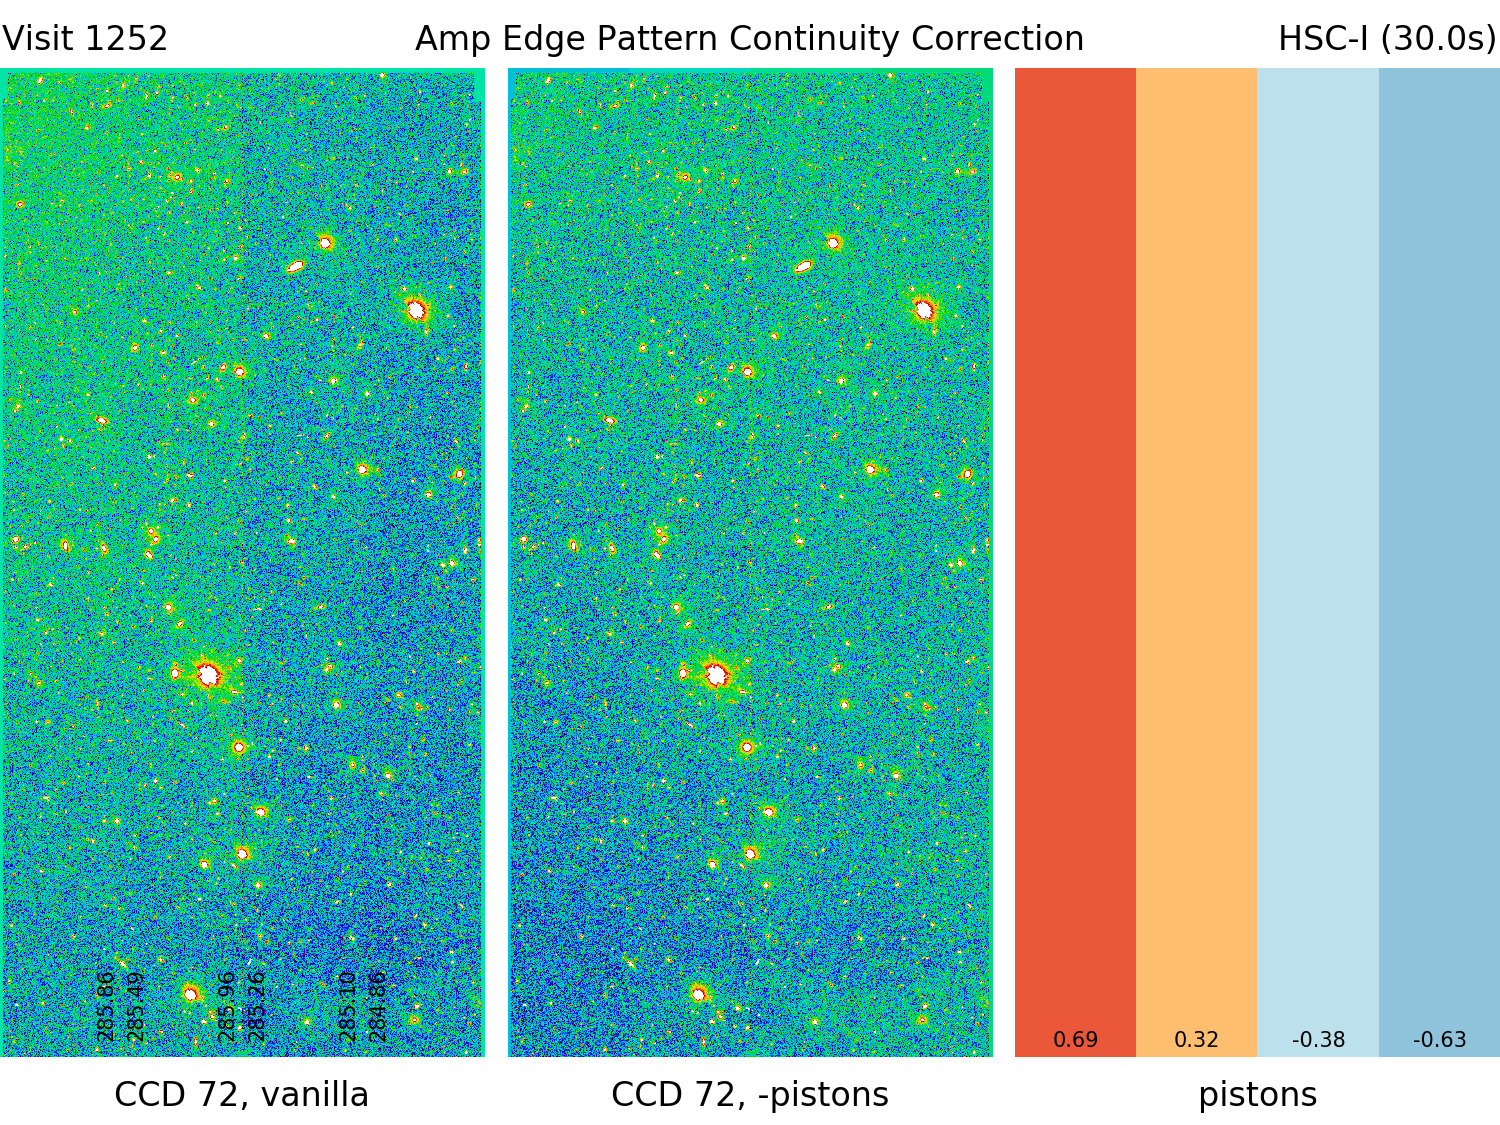 Visit 1252
Amp Edge Pattern Continuity Correction
HSC-I (30.0s)
285.86
285.49
285.96
285.26
285.10
284.86
0.69
0.32
-0.38
-0.63
CCD 72, vanilla
CCD 72, -pistons
pistons